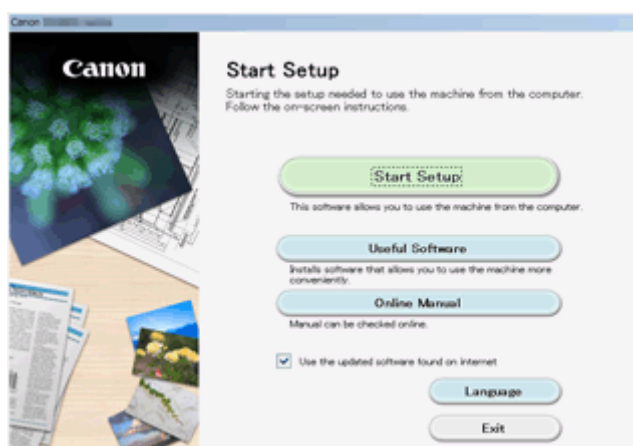 Canon
Canon
Start Setup
Starting the setup needed to use the machine from the computer.
Follow the on-screen instructions.
Start Setup
This software allows you to use the machine from the computer.
Useful Software
Installs software that allows you to use the machine more
conveniently.
Online Manual
Manual can be checked online.
Use the updated software found on internet
Language
Exit